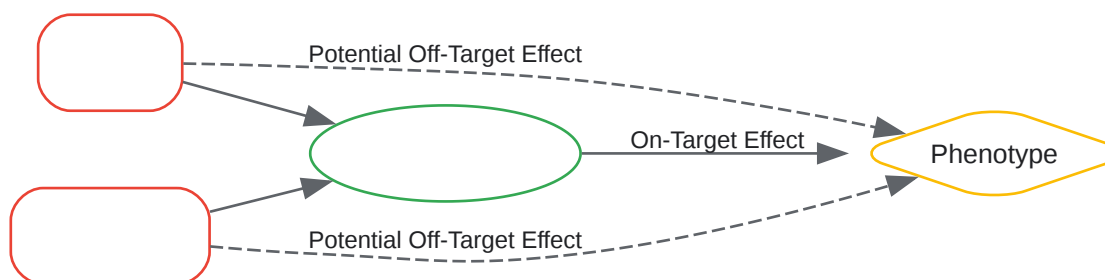 Potential Off-Target Effect
On-Target Effect
Phenotype
Potential Off-Target Effect